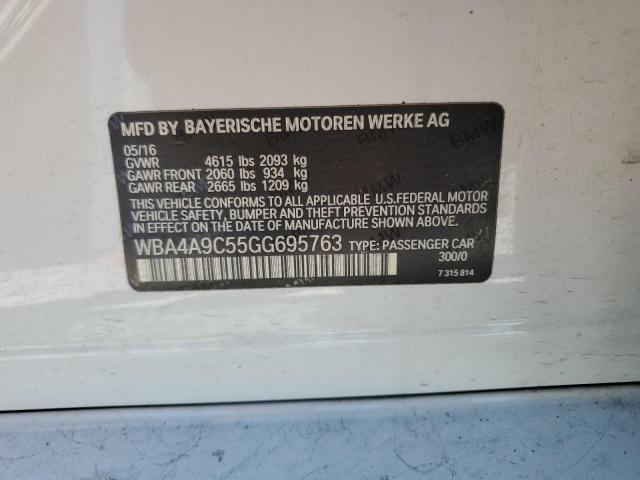 MFD BY BAYERISCHE MOTOREN WERKE AG
05/16
GVWR 4615 lbs 2093 kg
GAWR FRONT 2060 lbs 934 kg
GAWR REAR 2665 lbs 1209 kg
THIS VEHICLE CONFORMS TO ALL APPLICABLE U.S.FEDERAL MOTOR
VEHICLE SAFETY, BUMPER AND THEFT PREVENTION STANDARDS
IN EFFECT ON THE DATE OF MANUFACTURE SHOWN ABOVE.
WBA4A9C55GG695763 TYPE: PASSENGER CAR
300/0
7 315 814